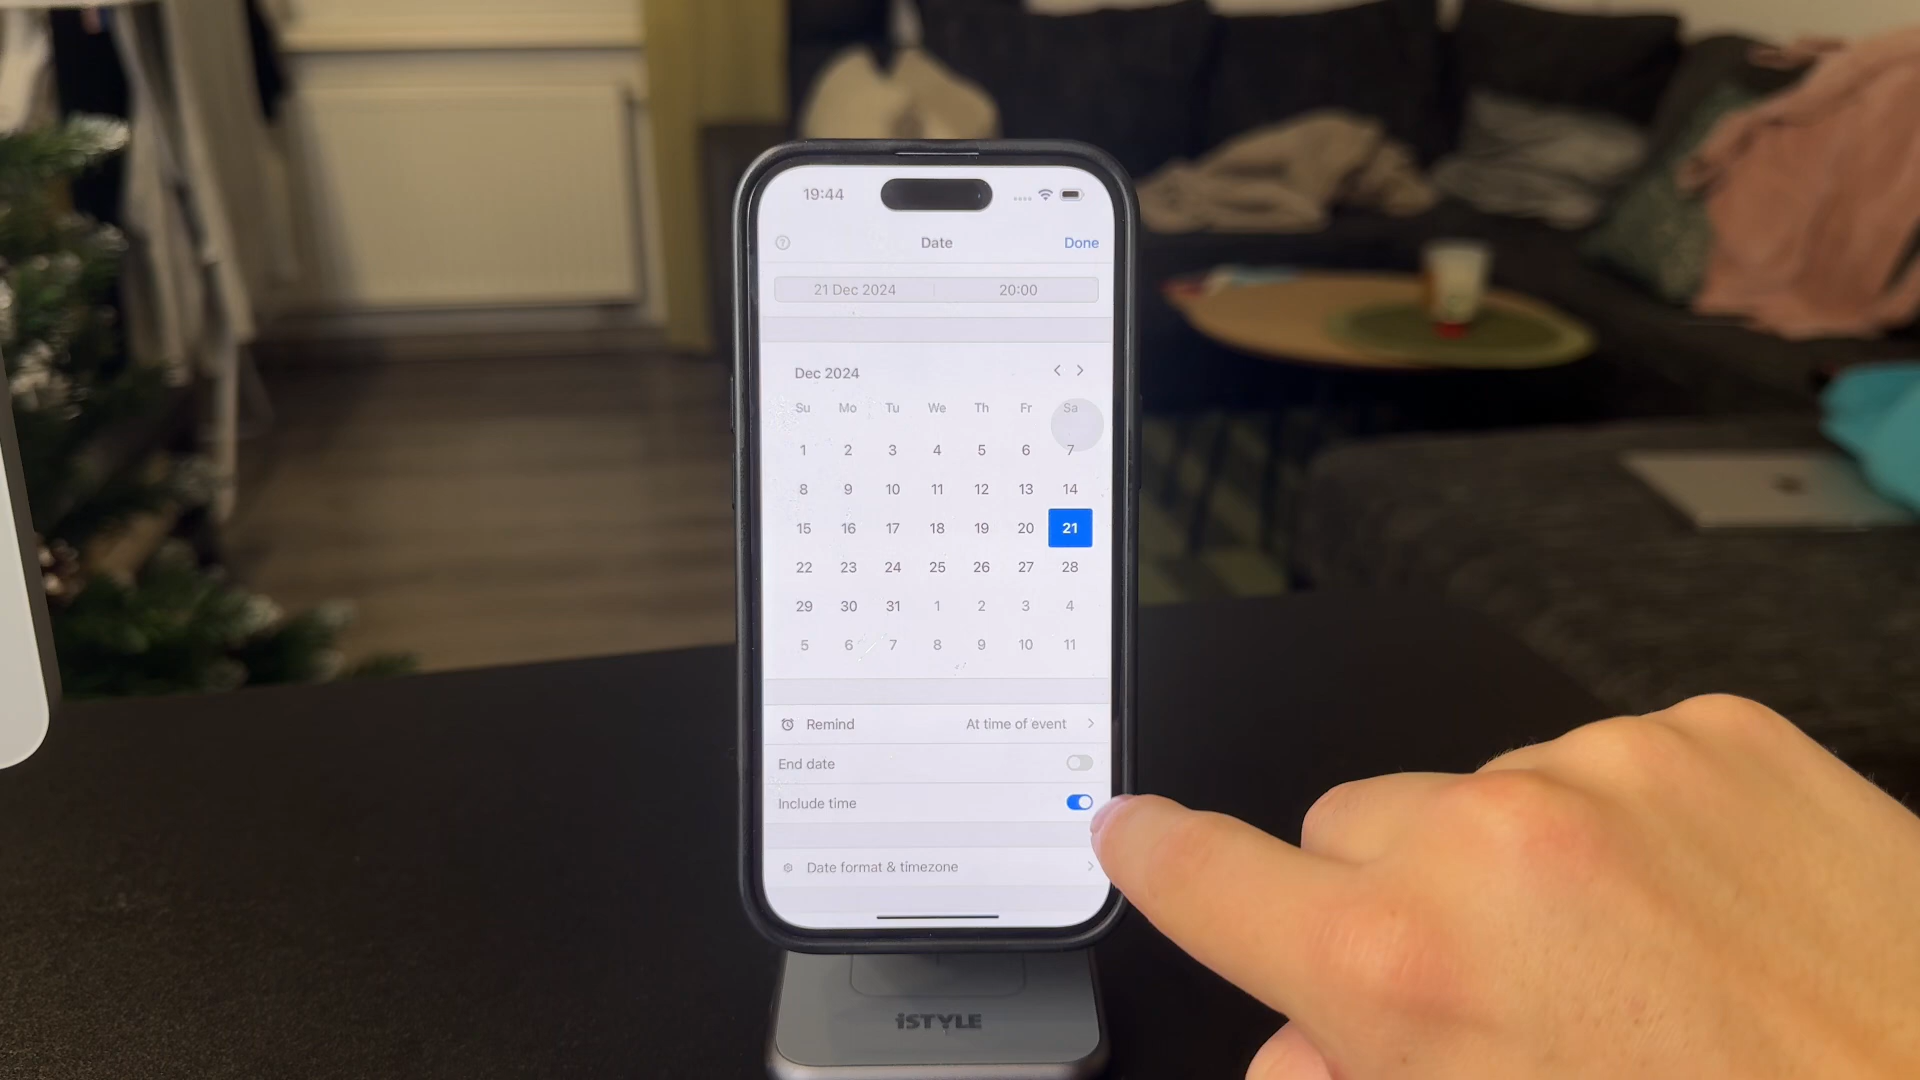 19:44
Date Done
21 Dec 2024 20:00
Dec 2024
Su Mo Tu We Th Fr Sa
1 2 3 4 5 6 7
8 9 10 11 12 13 14
15 16 17 18 19 20 21
22 23 24 25 26 27 28
29 30 31 1 2 3 4
5 6 7 8 9 10 11
Remind At time of event
End date
Include time
Date format & timezone
iSTYLE